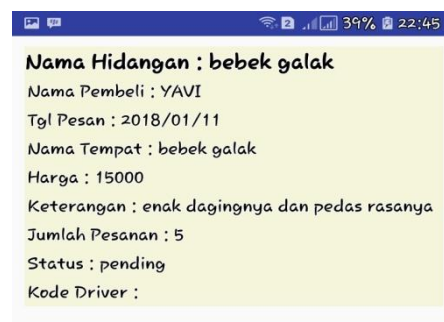 2 39% 22:45
Nama Hidangan : bebek galak
Nama Pembeli : YAVI
Tgl Pesan : 2018/01/11
Nama Tempat : bebek galak
Harga : 15000
Keterangan : enak dagingnya dan pedas rasanya
Jumlah Pesanan : 5
Status : pending
Kode Driver :